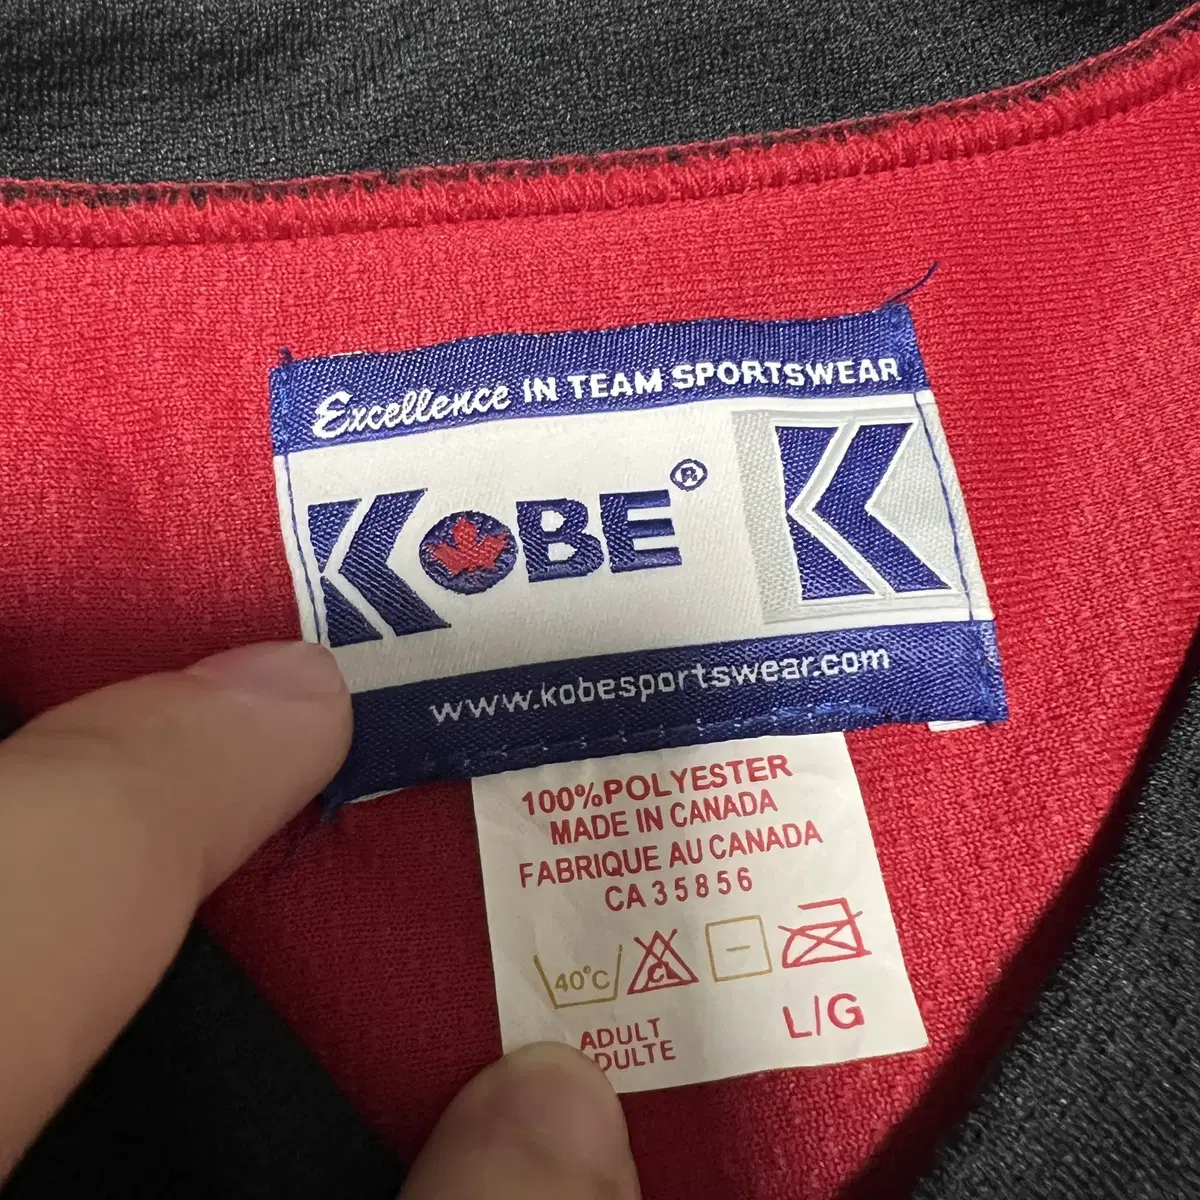 Excellence IN TEAM SPORTSWEAR
KOBE®
K
www.kobesportswear.com
100%POLYESTER
MADE IN CANADA
FABRIQUE AU CANADA
CA 35856
40°C CL
ADULT L/G
DULTE